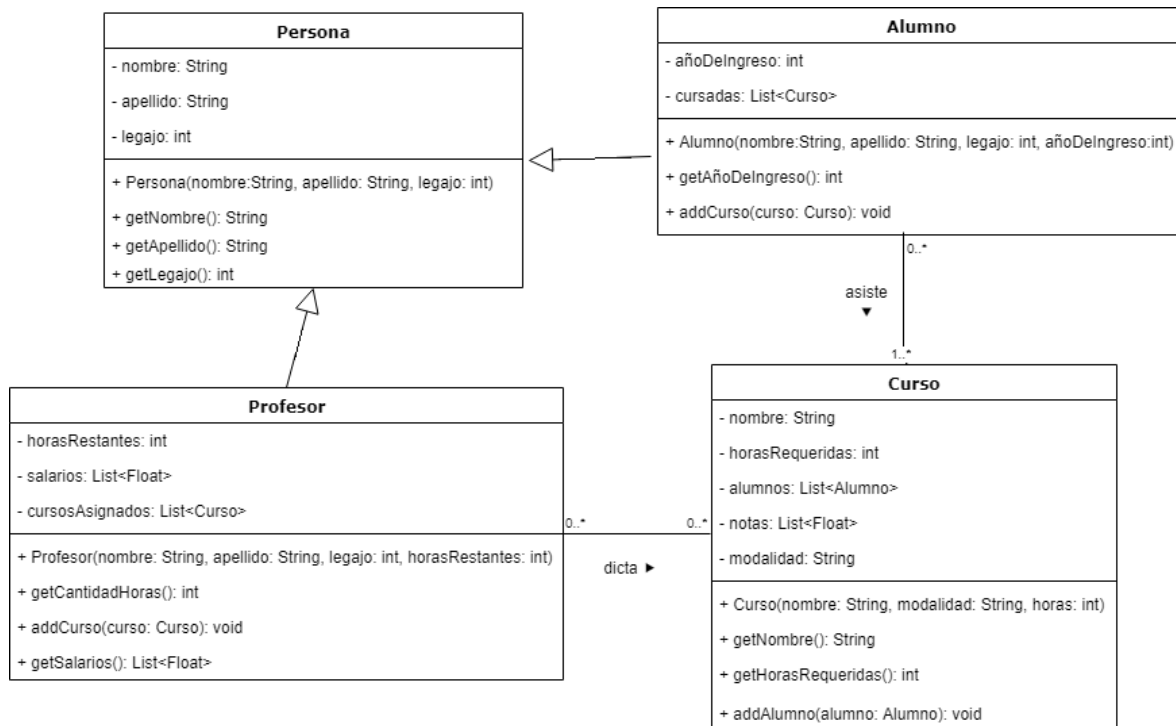 Persona
- nombre: String
- apellido: String
- legajo: int
+ Persona(nombre:String, apellido: String, legajo: int)
+ getNombre(): String
+ getApellido(): String
+ getLegajo(): int
Alumno
- añoDeIngreso: int
- cursadas: List<Curso>
+ Alumno(nombre:String, apellido: String, legajo: int, añoDeIngreso:int)
+ getAñoDeIngreso(): int
+ addCurso(curso: Curso): void
0..*
asiste
▼
1..*
Profesor
- horasRestantes: int
- salarios: List<Float>
- cursosAsignados: List<Curso>
+ Profesor(nombre: String, apellido: String, legajo: int, horasRestantes: int)
+ getCantidadHoras(): int
+ addCurso(curso: Curso): void
+ getSalarios(): List<Float>
0..*
0..*
dicta ►
Curso
- nombre: String
- horasRequeridas: int
- alumnos: List<Alumno>
- notas: List<Float>
- modalidad: String
+ Curso(nombre: String, modalidad: String, horas: int)
+ getNombre(): String
+ getHorasRequeridas(): int
+ addAlumno(alumno: Alumno): void